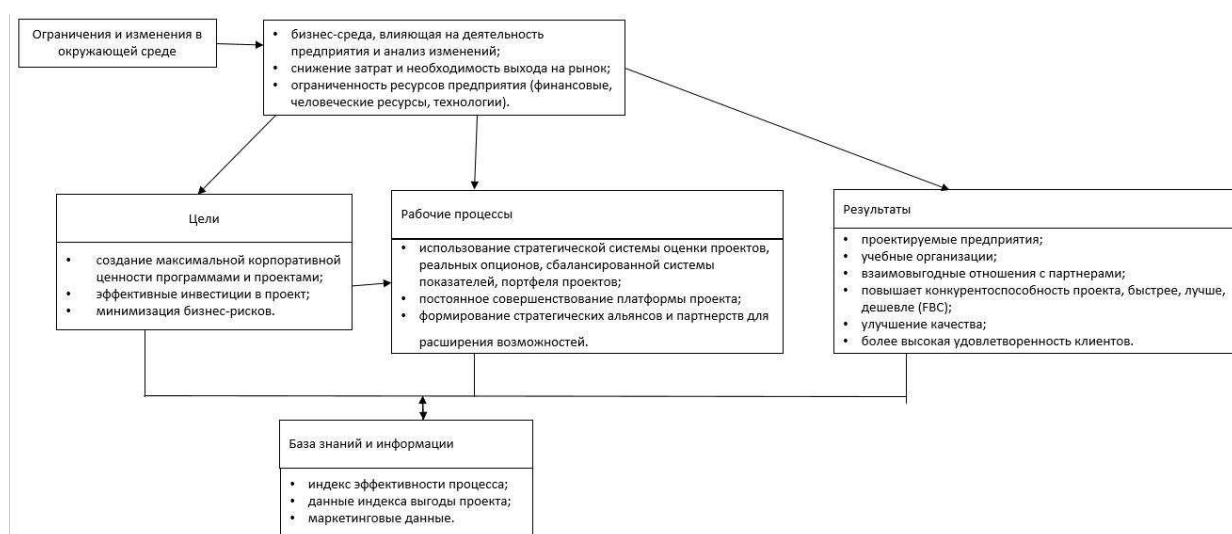 Ограничения и изменения в
окружающей среде
• бизнес-среда, влияющая на деятельность
предприятия и анализ изменений;
• снижение затрат и необходимость выхода на рынок;
• ограниченность ресурсов предприятия (финансовые,
человеческие ресурсы, технологии).
Цели
• создание максимальной корпоративной
ценности программами и проектами;
• эффективные инвестиции в проект;
• минимизация бизнес-рисков.
Рабочие процессы
• использование стратегической системы оценки проектов,
реальных опционов, сбалансированной системы
показателей, портфеля проектов;
• постоянное совершенствование платформы проекта;
• формирование стратегических альянсов и партнерств для
расширения возможностей.
Результаты
• проектируемые предприятия;
• учебные организации;
• взаимовыгодные отношения с партнерами;
• повышает конкурентоспособность проекта, быстрее, лучше,
дешевле (FBC);
• улучшение качества;
• более высокая удовлетворенность клиентов.
База знаний и информации
• индекс эффективности процесса;
• данные индекса выгоды проекта;
• маркетинговые данные.